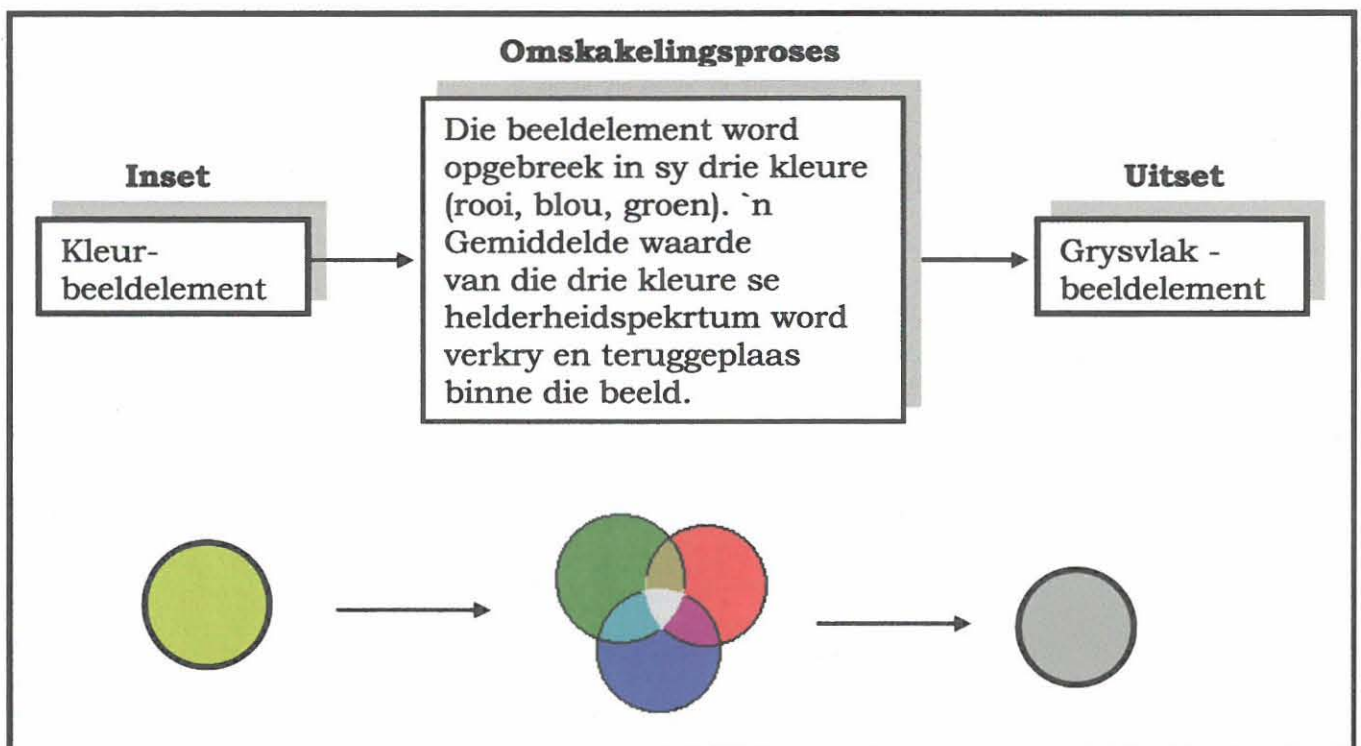 Omskakelingsproses
Inset
Kleur-
beeldelement
Die beeldelement word
opgebreek in sy drie kleure
(rooi, blou, groen). `n
Gemiddelde waarde
van die drie kleure se
helderheidspekrtum word
verkry en teruggeplaas
binne die beeld.
Uitset
Grysvlak -
beeldelement